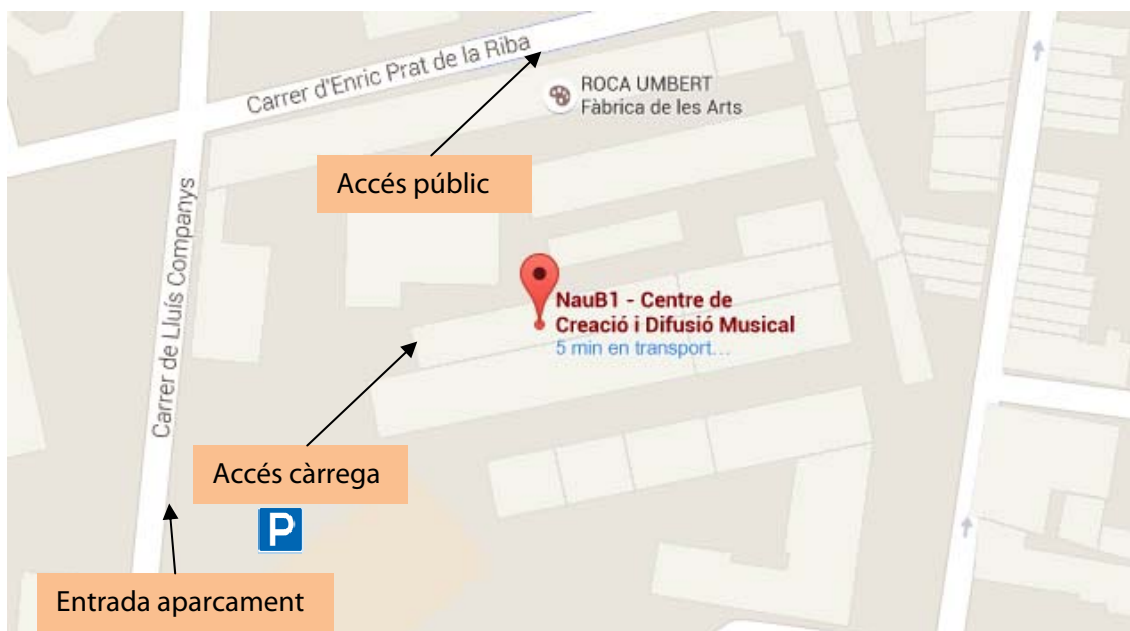 Carrer d'Enric Prat de la Riba
ROCA UMBERT
Fàbrica de les Arts
Accés públic
Carrer de Lluís Companys
NauB1 - Centre de
Creació i Difusió Musical
5 min en transport...
Accés càrrega
P
Entrada aparcament